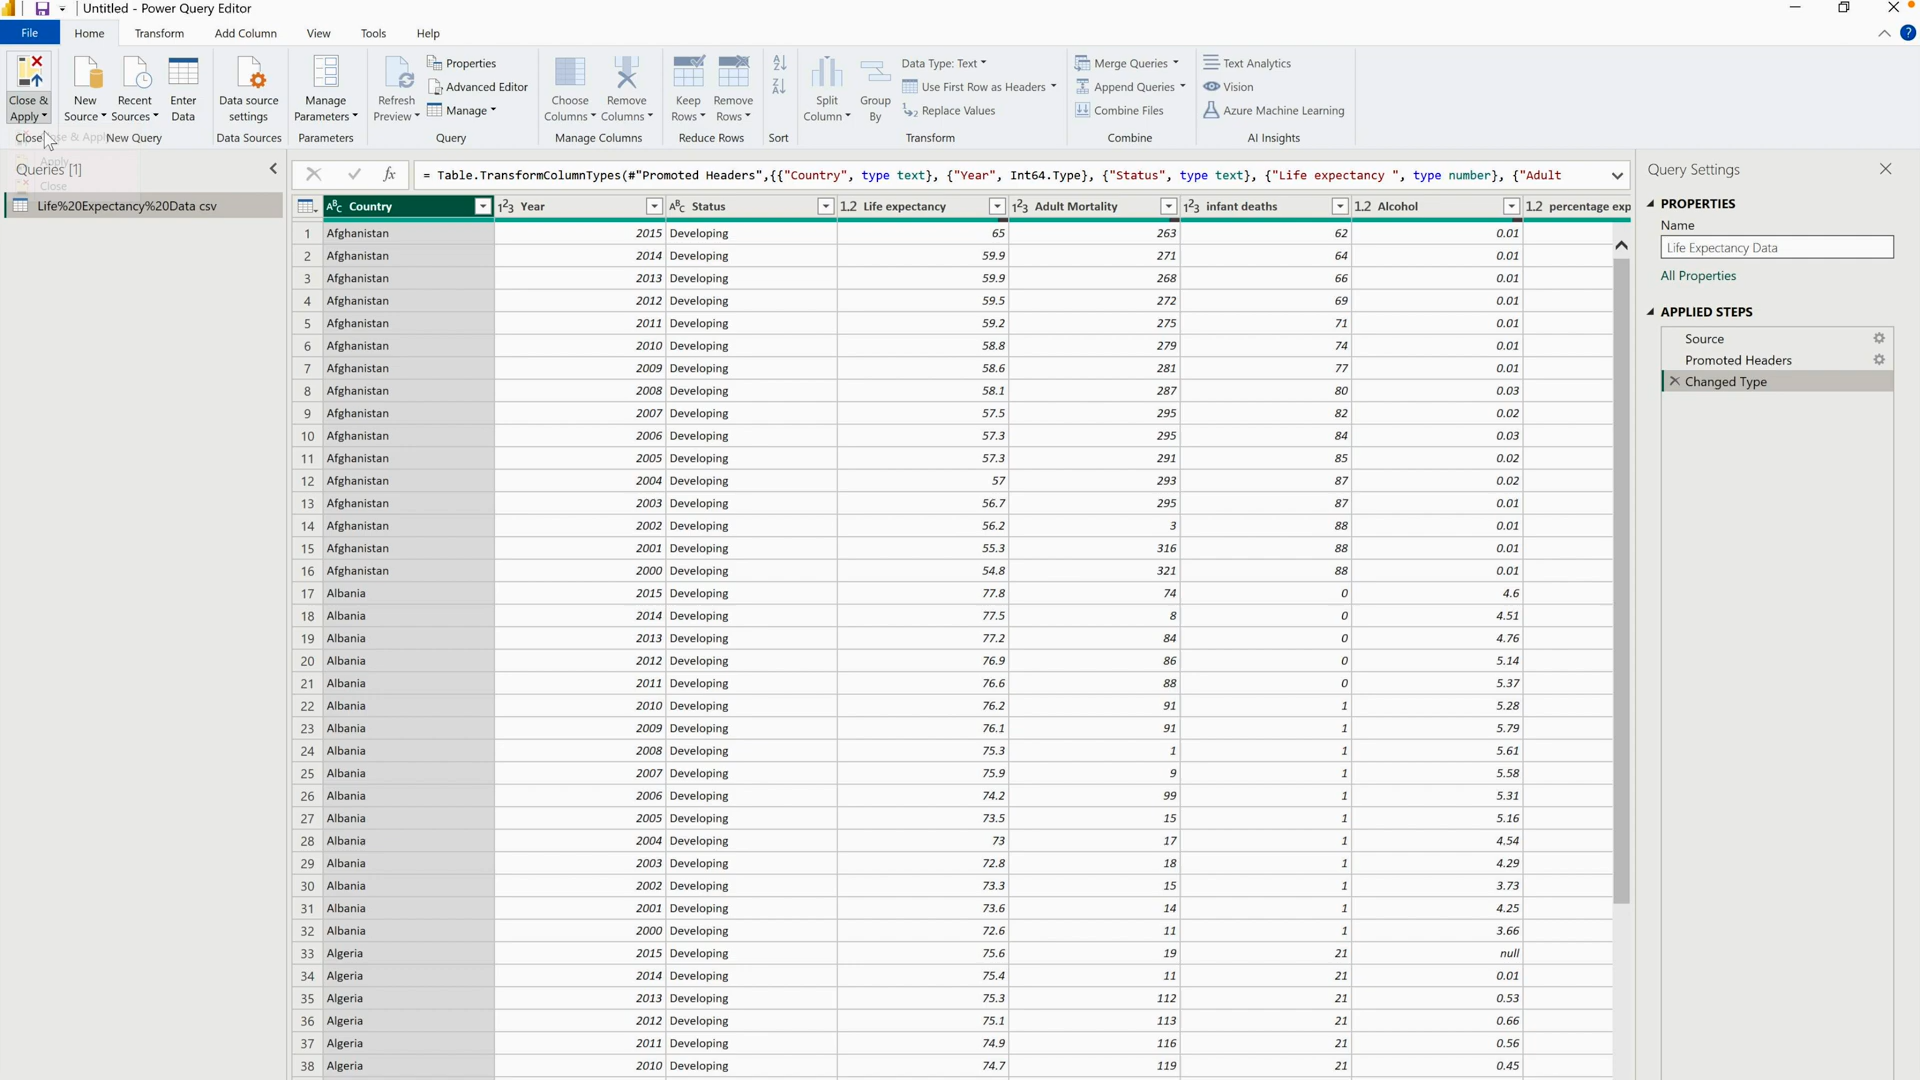 Untitled - Power Query Editor
File Home Transform Add Column View Tools Help
Close & Apply
New Source
Recent Sources
Enter Data
Data source settings
Manage Parameters
Refresh Preview
Properties
Advanced Editor
Manage
Choose Columns
Remove Columns
Keep Rows
Remove Rows
Split Column
Group By
Data Type: Text
Use First Row as Headers
Replace Values
Merge Queries
Append Queries
Combine Files
Text Analytics
Vision
Azure Machine Learning
Close New Query Data Sources Parameters Query Manage Columns Reduce Rows Sort Transform Combine AI Insights
Close & Apply
Apply
Close
Queries [1]
Life%20Expectancy%20Data csv
fx = Table.TransformColumnTypes(#"Promoted Headers",{{"Country", type text}, {"Year", Int64.Type}, {"Status", type text}, {"Life expectancy ", type number}, {"Adult
ABC Country 123 Year ABC Status 1.2 Life expectancy 123 Adult Mortality 123 infant deaths 1.2 Alcohol 1.2 percentage exp
1 Afghanistan 2015 Developing 65 263 62 0.01
2 Afghanistan 2014 Developing 59.9 271 64 0.01
3 Afghanistan 2013 Developing 59.9 268 66 0.01
4 Afghanistan 2012 Developing 59.5 272 69 0.01
5 Afghanistan 2011 Developing 59.2 275 71 0.01
6 Afghanistan 2010 Developing 58.8 279 74 0.01
7 Afghanistan 2009 Developing 58.6 281 77 0.01
8 Afghanistan 2008 Developing 58.1 287 80 0.03
9 Afghanistan 2007 Developing 57.5 295 82 0.02
10 Afghanistan 2006 Developing 57.3 295 84 0.03
11 Afghanistan 2005 Developing 57.3 291 85 0.02
12 Afghanistan 2004 Developing 57 293 87 0.02
13 Afghanistan 2003 Developing 56.7 295 87 0.01
14 Afghanistan 2002 Developing 56.2 3 88 0.01
15 Afghanistan 2001 Developing 55.3 316 88 0.01
16 Afghanistan 2000 Developing 54.8 321 88 0.01
17 Albania 2015 Developing 77.8 74 0 4.6
18 Albania 2014 Developing 77.5 8 0 4.51
19 Albania 2013 Developing 77.2 84 0 4.76
20 Albania 2012 Developing 76.9 86 0 5.14
21 Albania 2011 Developing 76.6 88 0 5.37
22 Albania 2010 Developing 76.2 91 1 5.28
23 Albania 2009 Developing 76.1 91 1 5.79
24 Albania 2008 Developing 75.3 1 1 5.61
25 Albania 2007 Developing 75.9 9 1 5.58
26 Albania 2006 Developing 74.2 99 1 5.31
27 Albania 2005 Developing 73.5 15 1 5.16
28 Albania 2004 Developing 73 17 1 4.54
29 Albania 2003 Developing 72.8 18 1 4.29
30 Albania 2002 Developing 73.3 15 1 3.73
31 Albania 2001 Developing 73.6 14 1 4.25
32 Albania 2000 Developing 72.6 11 1 3.66
33 Algeria 2015 Developing 75.6 19 21 null
34 Algeria 2014 Developing 75.4 11 21 0.01
35 Algeria 2013 Developing 75.3 112 21 0.53
36 Algeria 2012 Developing 75.1 113 21 0.66
37 Algeria 2011 Developing 74.9 116 21 0.56
38 Algeria 2010 Developing 74.7 119 21 0.45
Query Settings
PROPERTIES
Name
Life Expectancy Data
All Properties
APPLIED STEPS
Source
Promoted Headers
Changed Type